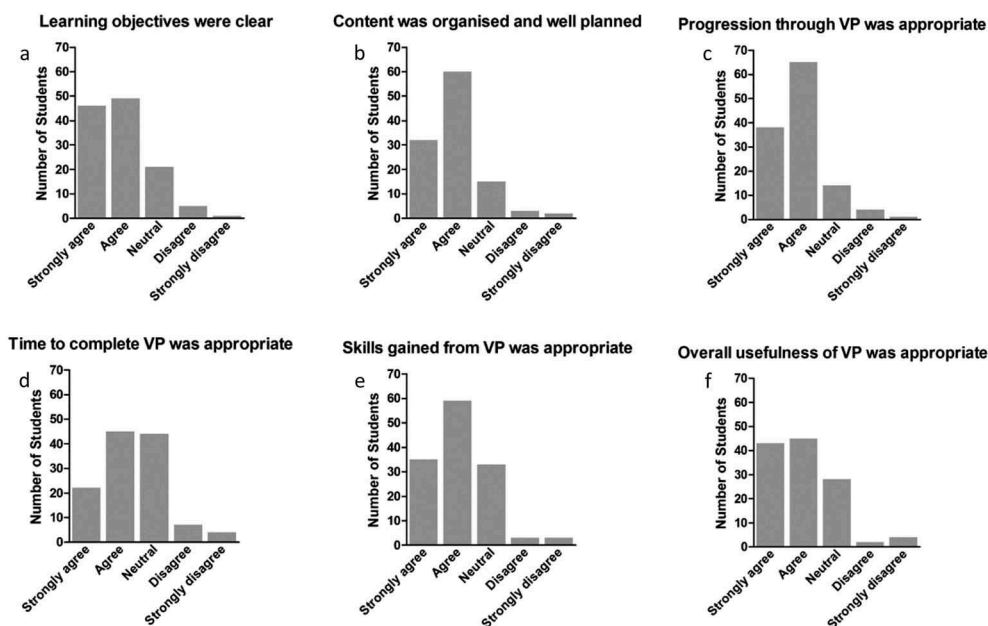 Learning objectives were clear
a
Number of Students
70
60
50
40
30
20
10
0
Strongly agree
Agree
Neutral
Disagree
Strongly disagree
Content was organised and well planned
b
Number of Students
70
60
50
40
30
20
10
0
Strongly agree
Agree
Neutral
Disagree
Strongly disagree
Progression through VP was appropriate
c
Number of Students
70
60
50
40
30
20
10
0
Strongly agree
Agree
Neutral
Disagree
Strongly disagree
Time to complete VP was appropriate
d
Number of Students
70
60
50
40
30
20
10
0
Strongly agree
Agree
Neutral
Disagree
Strongly disagree
Skills gained from VP was appropriate
e
Number of Students
70
60
50
40
30
20
10
0
Strongly agree
Agree
Neutral
Disagree
Strongly disagree
Overall usefulness of VP was appropriate
f
Number of Students
70
60
50
40
30
20
10
0
Strongly agree
Agree
Neutral
Disagree
Strongly disagree